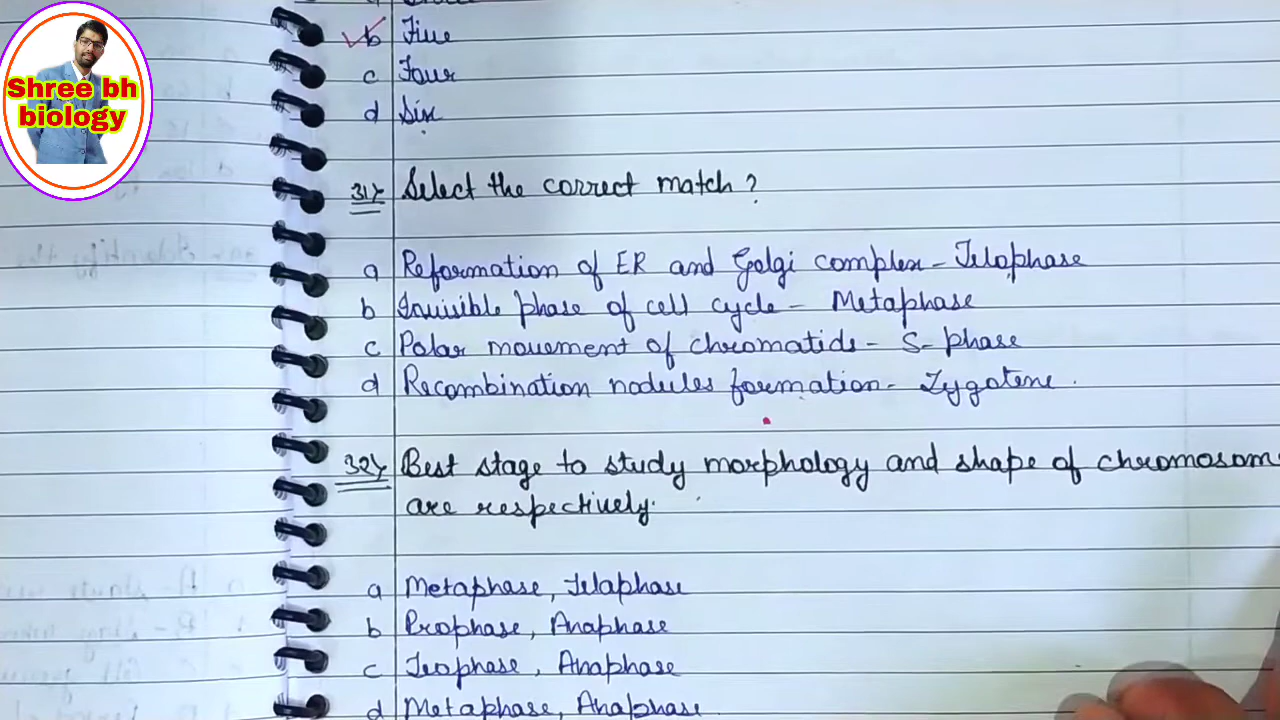 Shree bh
biology
b Five
c Four
d Six
31) Select the correct match ?
a Reformation of ER and Golgi complex - Telophase
b Invisible phase of cell cycle - Metaphase
c Polar movement of chromatids - S-phase
d Recombination nodules formation - Zygotene.
32) Best stage to study morphology and shape of chromosom
are respectively.
a Metaphase, Telaphase
b Prophase, Anaphase
c Teophase, Anaphase
d Metaphase, Anaphase